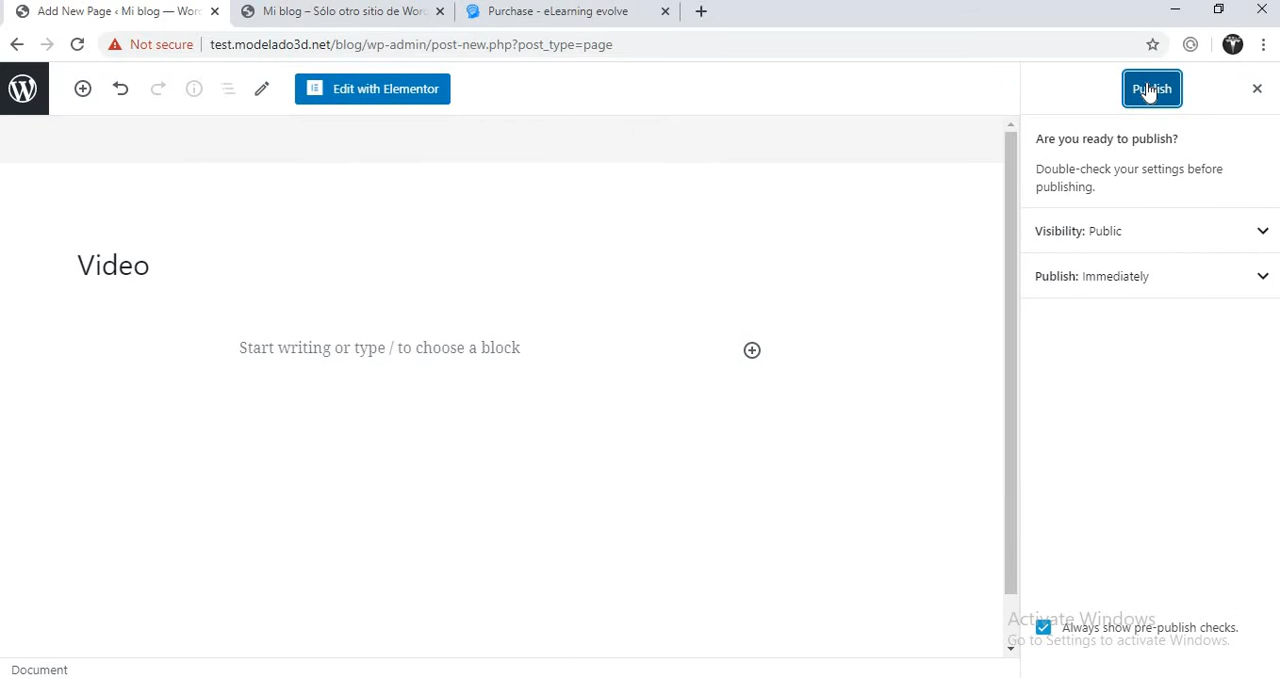 Add New Page ‹ Mi blog — Wor
Mi blog – Sólo otro sitio de Wor
Purchase - eLearning evolve
Not secure
test.modelado3d.net/blog/wp-admin/post-new.php?post_type=page
Edit with Elementor
Publish
Are you ready to publish?
Double-check your settings before
publishing.
Visibility: Public
Publish: Immediately
Video
Start writing or type / to choose a block
Activate Windows
Always show pre-publish checks.
Go to Settings to activate Windows.
Document